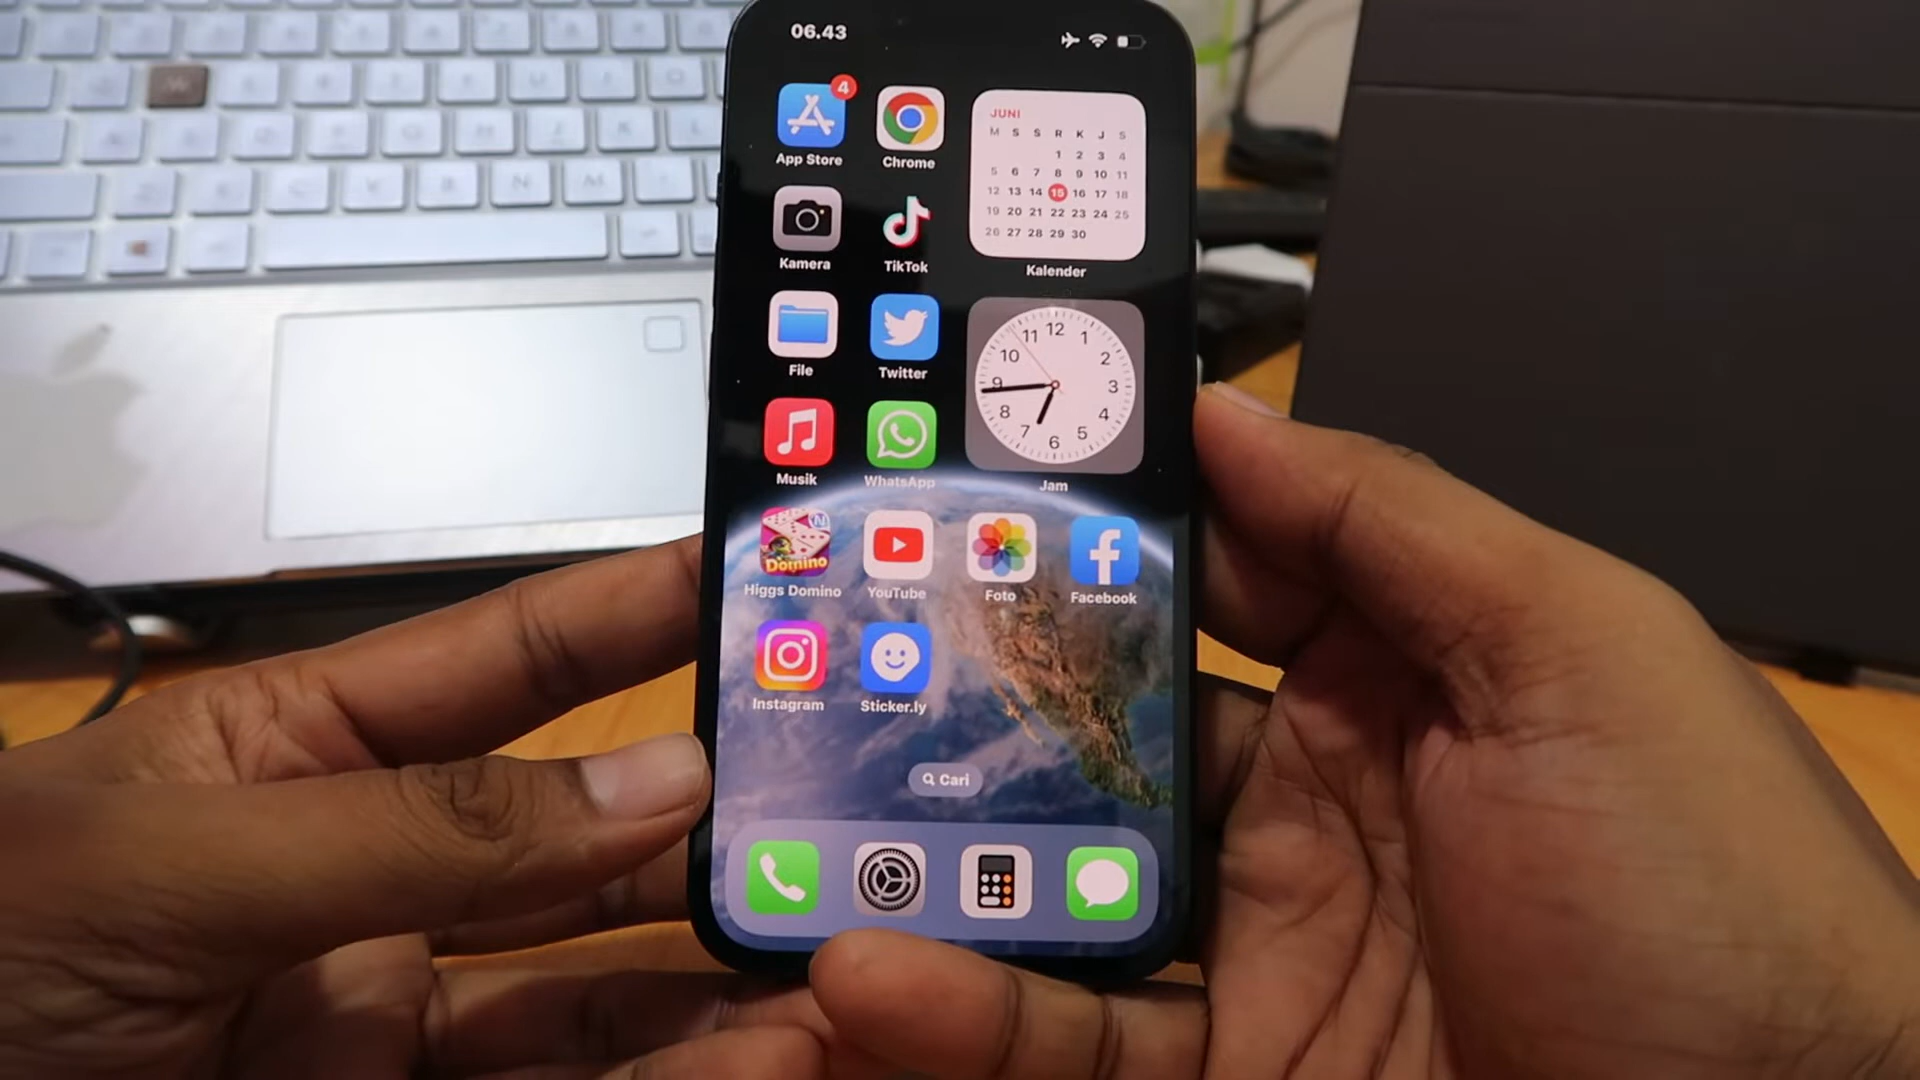 06.43
4
App Store
Chrome
JUNI
M S S R K J S
1 2 3 4
5 6 7 8 9 10 11
12 13 14 15 16 17 18
19 20 21 22 23 24 25
26 27 28 29 30
Kalender
Kamera
TikTok
File
Twitter
12
1
2
3
4
5
6
7
8
9
10
11
Jam
Musik
WhatsApp
N
Domino
Higgs Domino
YouTube
Foto
Facebook
Instagram
Sticker.ly
Cari